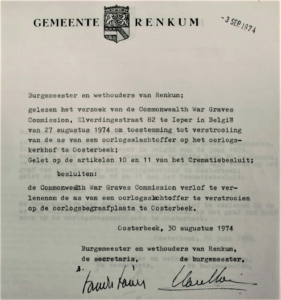 GEMEENTE RENKUM
-3 SEP 1974
Burgemeester en wethouders van Renkum;
gelezen het verzoek van de Commonwealth War Graves
Commission, Elverdingestraat 82 te Ieper in België
van 27 augustus 1974 om toestemming tot verstrooiing
van de as van een oorlogsslachtoffer op het oorlogs-
kerkhof te Oosterbeek;
Gelet op de artikelen 10 en 11 van het Crematiebesluit;
besluiten:
de Commonwealth War Graves Commission verlof te ver-
lenenen de as van een oorlogsslachtoffer te verstrooien
op de oorlogsbegraafplaats te Oosterbeek.
Oosterbeek, 30 augustus 1974
Burgemeester en wethouders van Renkum,
de secretaris, de burgemeester,